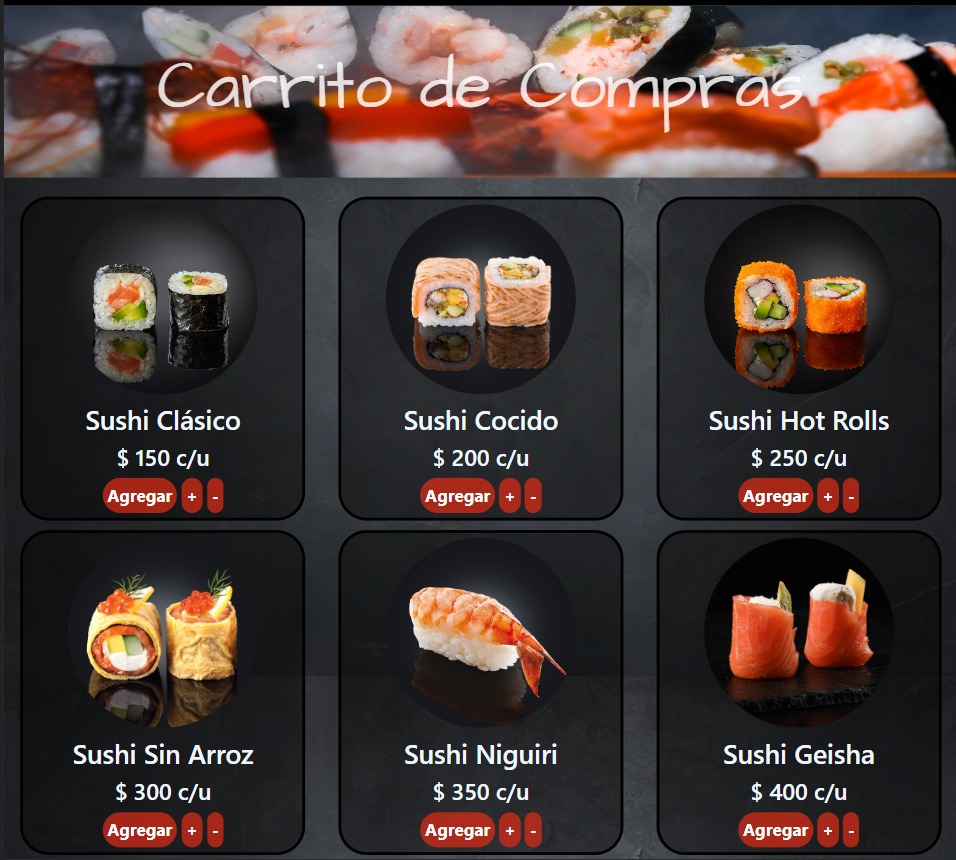 Carrito de Compras
Sushi Clásico
$ 150 c/u
Agregar + -
Sushi Cocido
$ 200 c/u
Agregar + -
Sushi Hot Rolls
$ 250 c/u
Agregar + -
Sushi Sin Arroz
$ 300 c/u
Agregar + -
Sushi Niguiri
$ 350 c/u
Agregar + -
Sushi Geisha
$ 400 c/u
Agregar + -